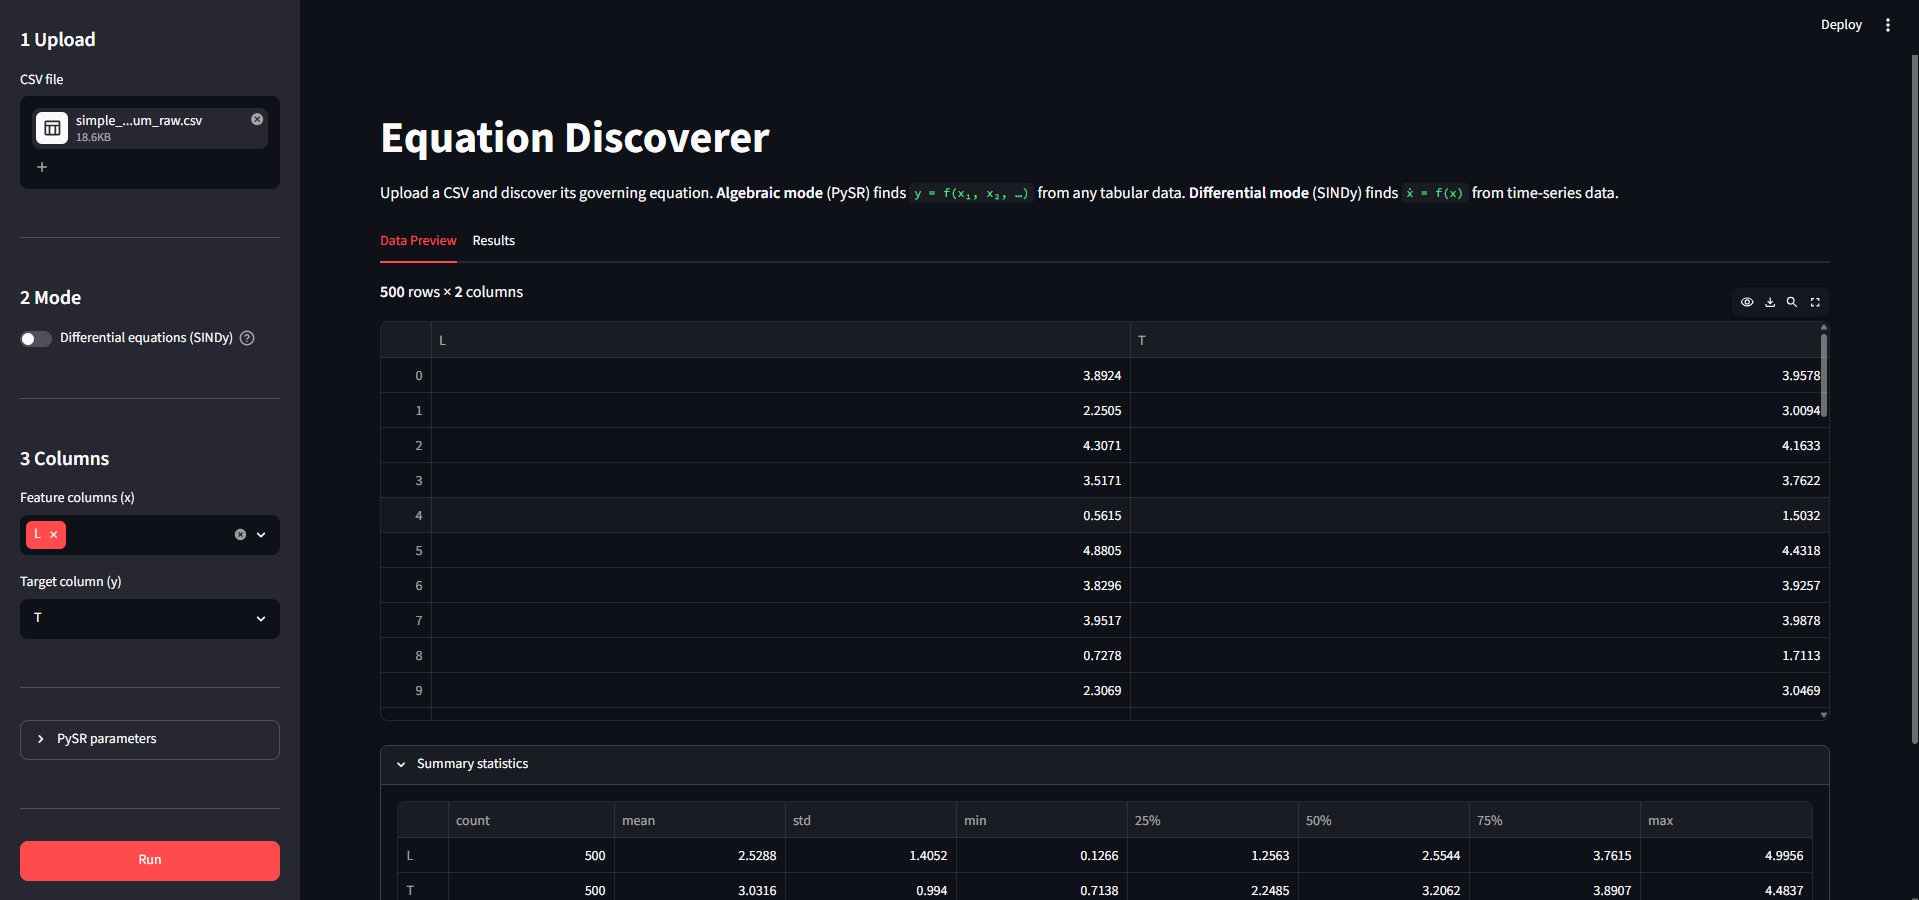 Deploy
1 Upload
CSV file
simple_...um_raw.csv
18.6KB
2 Mode
Differential equations (SINDy)
3 Columns
Feature columns (x)
L
Target column (y)
T
PySR parameters
Run
Equation Discoverer
Upload a CSV and discover its governing equation. Algebraic mode (PySR) finds y = f(x₁, x₂, …) from any tabular data. Differential mode (SINDy) finds ẋ = f(x) from time-series data.
Data Preview Results
500 rows × 2 columns
L T
0 3.8924 3.9578
1 2.2505 3.0094
2 4.3071 4.1633
3 3.5171 3.7622
4 0.5615 1.5032
5 4.8805 4.4318
6 3.8296 3.9257
7 3.9517 3.9878
8 0.7278 1.7113
9 2.3069 3.0469
Summary statistics
count mean std min 25% 50% 75% max
L 500 2.5288 1.4052 0.1266 1.2563 2.5544 3.7615 4.9956
T 500 3.0316 0.994 0.7138 2.2485 3.2062 3.8907 4.4837